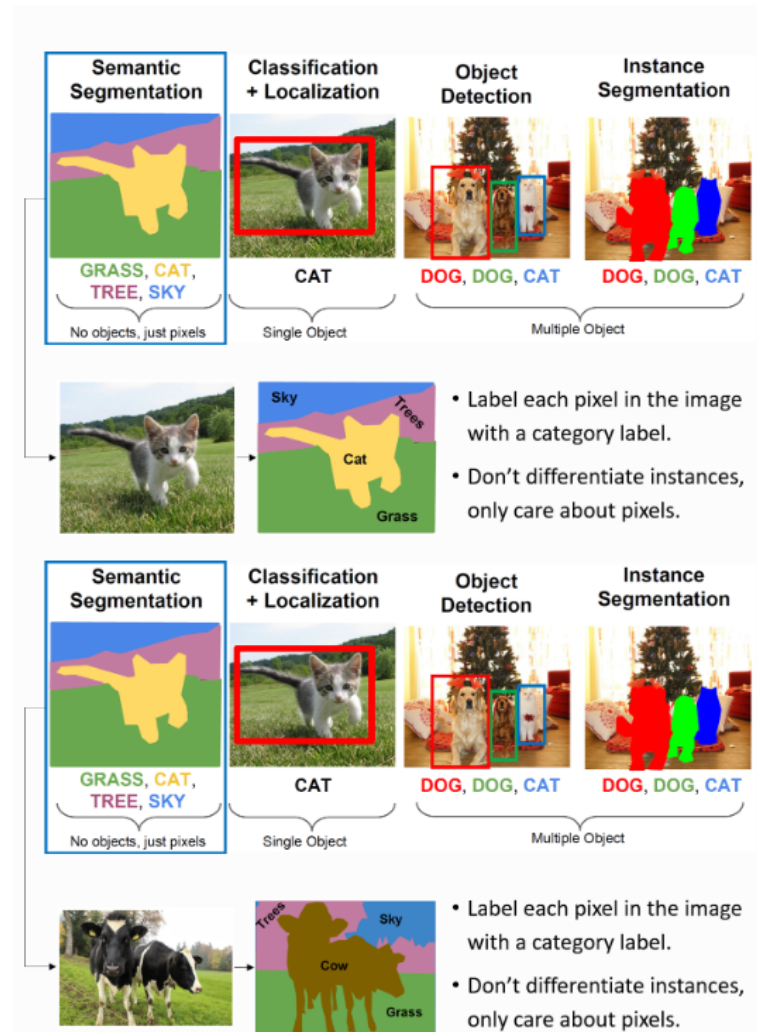 Semantic
Segmentation
Classification
+ Localization
Object
Detection
Instance
Segmentation
GRASS, CAT,
TREE, SKY
CAT
DOG, DOG, CAT
DOG, DOG, CAT
No objects, just pixels
Single Object
Multiple Object
Sky
Trees
Cat
Grass
• Label each pixel in the image
with a category label.
• Don't differentiate instances,
only care about pixels.
Semantic
Segmentation
Classification
+ Localization
Object
Detection
Instance
Segmentation
GRASS, CAT,
TREE, SKY
CAT
DOG, DOG, CAT
DOG, DOG, CAT
No objects, just pixels
Single Object
Multiple Object
Trees
Sky
Cow
Grass
• Label each pixel in the image
with a category label.
• Don't differentiate instances,
only care about pixels.